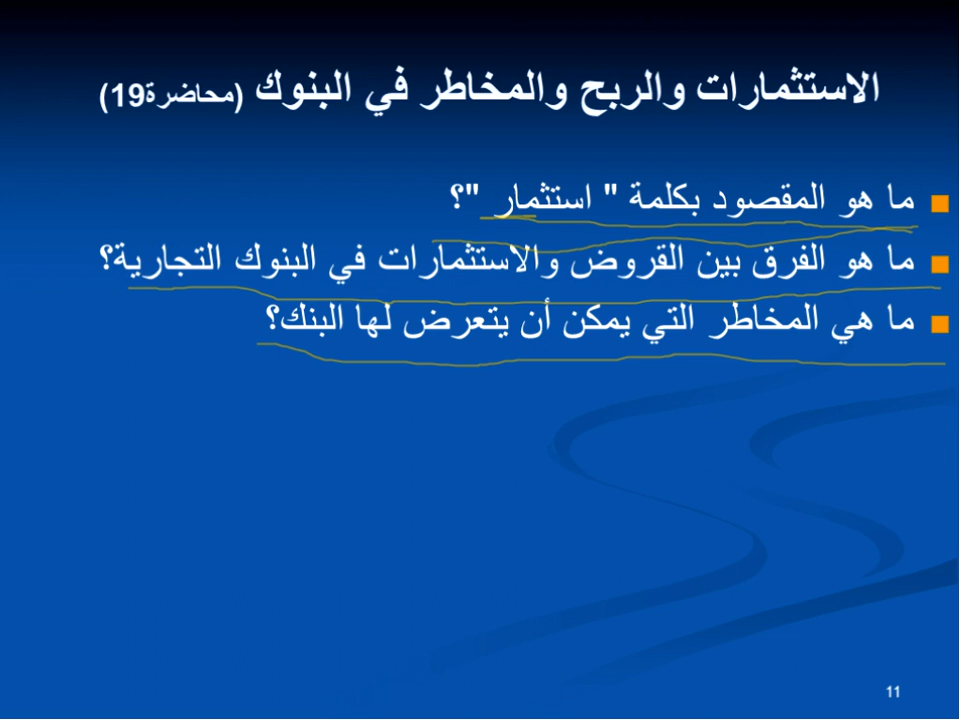 الاستثمارات والربح والمخاطر في البنوك (محاضرة19)
ما هو المقصود بكلمة " استثمار "؟
ما هو الفرق بين القروض والاستثمارات في البنوك التجارية؟
ما هي المخاطر التي يمكن أن يتعرض لها البنك؟
11